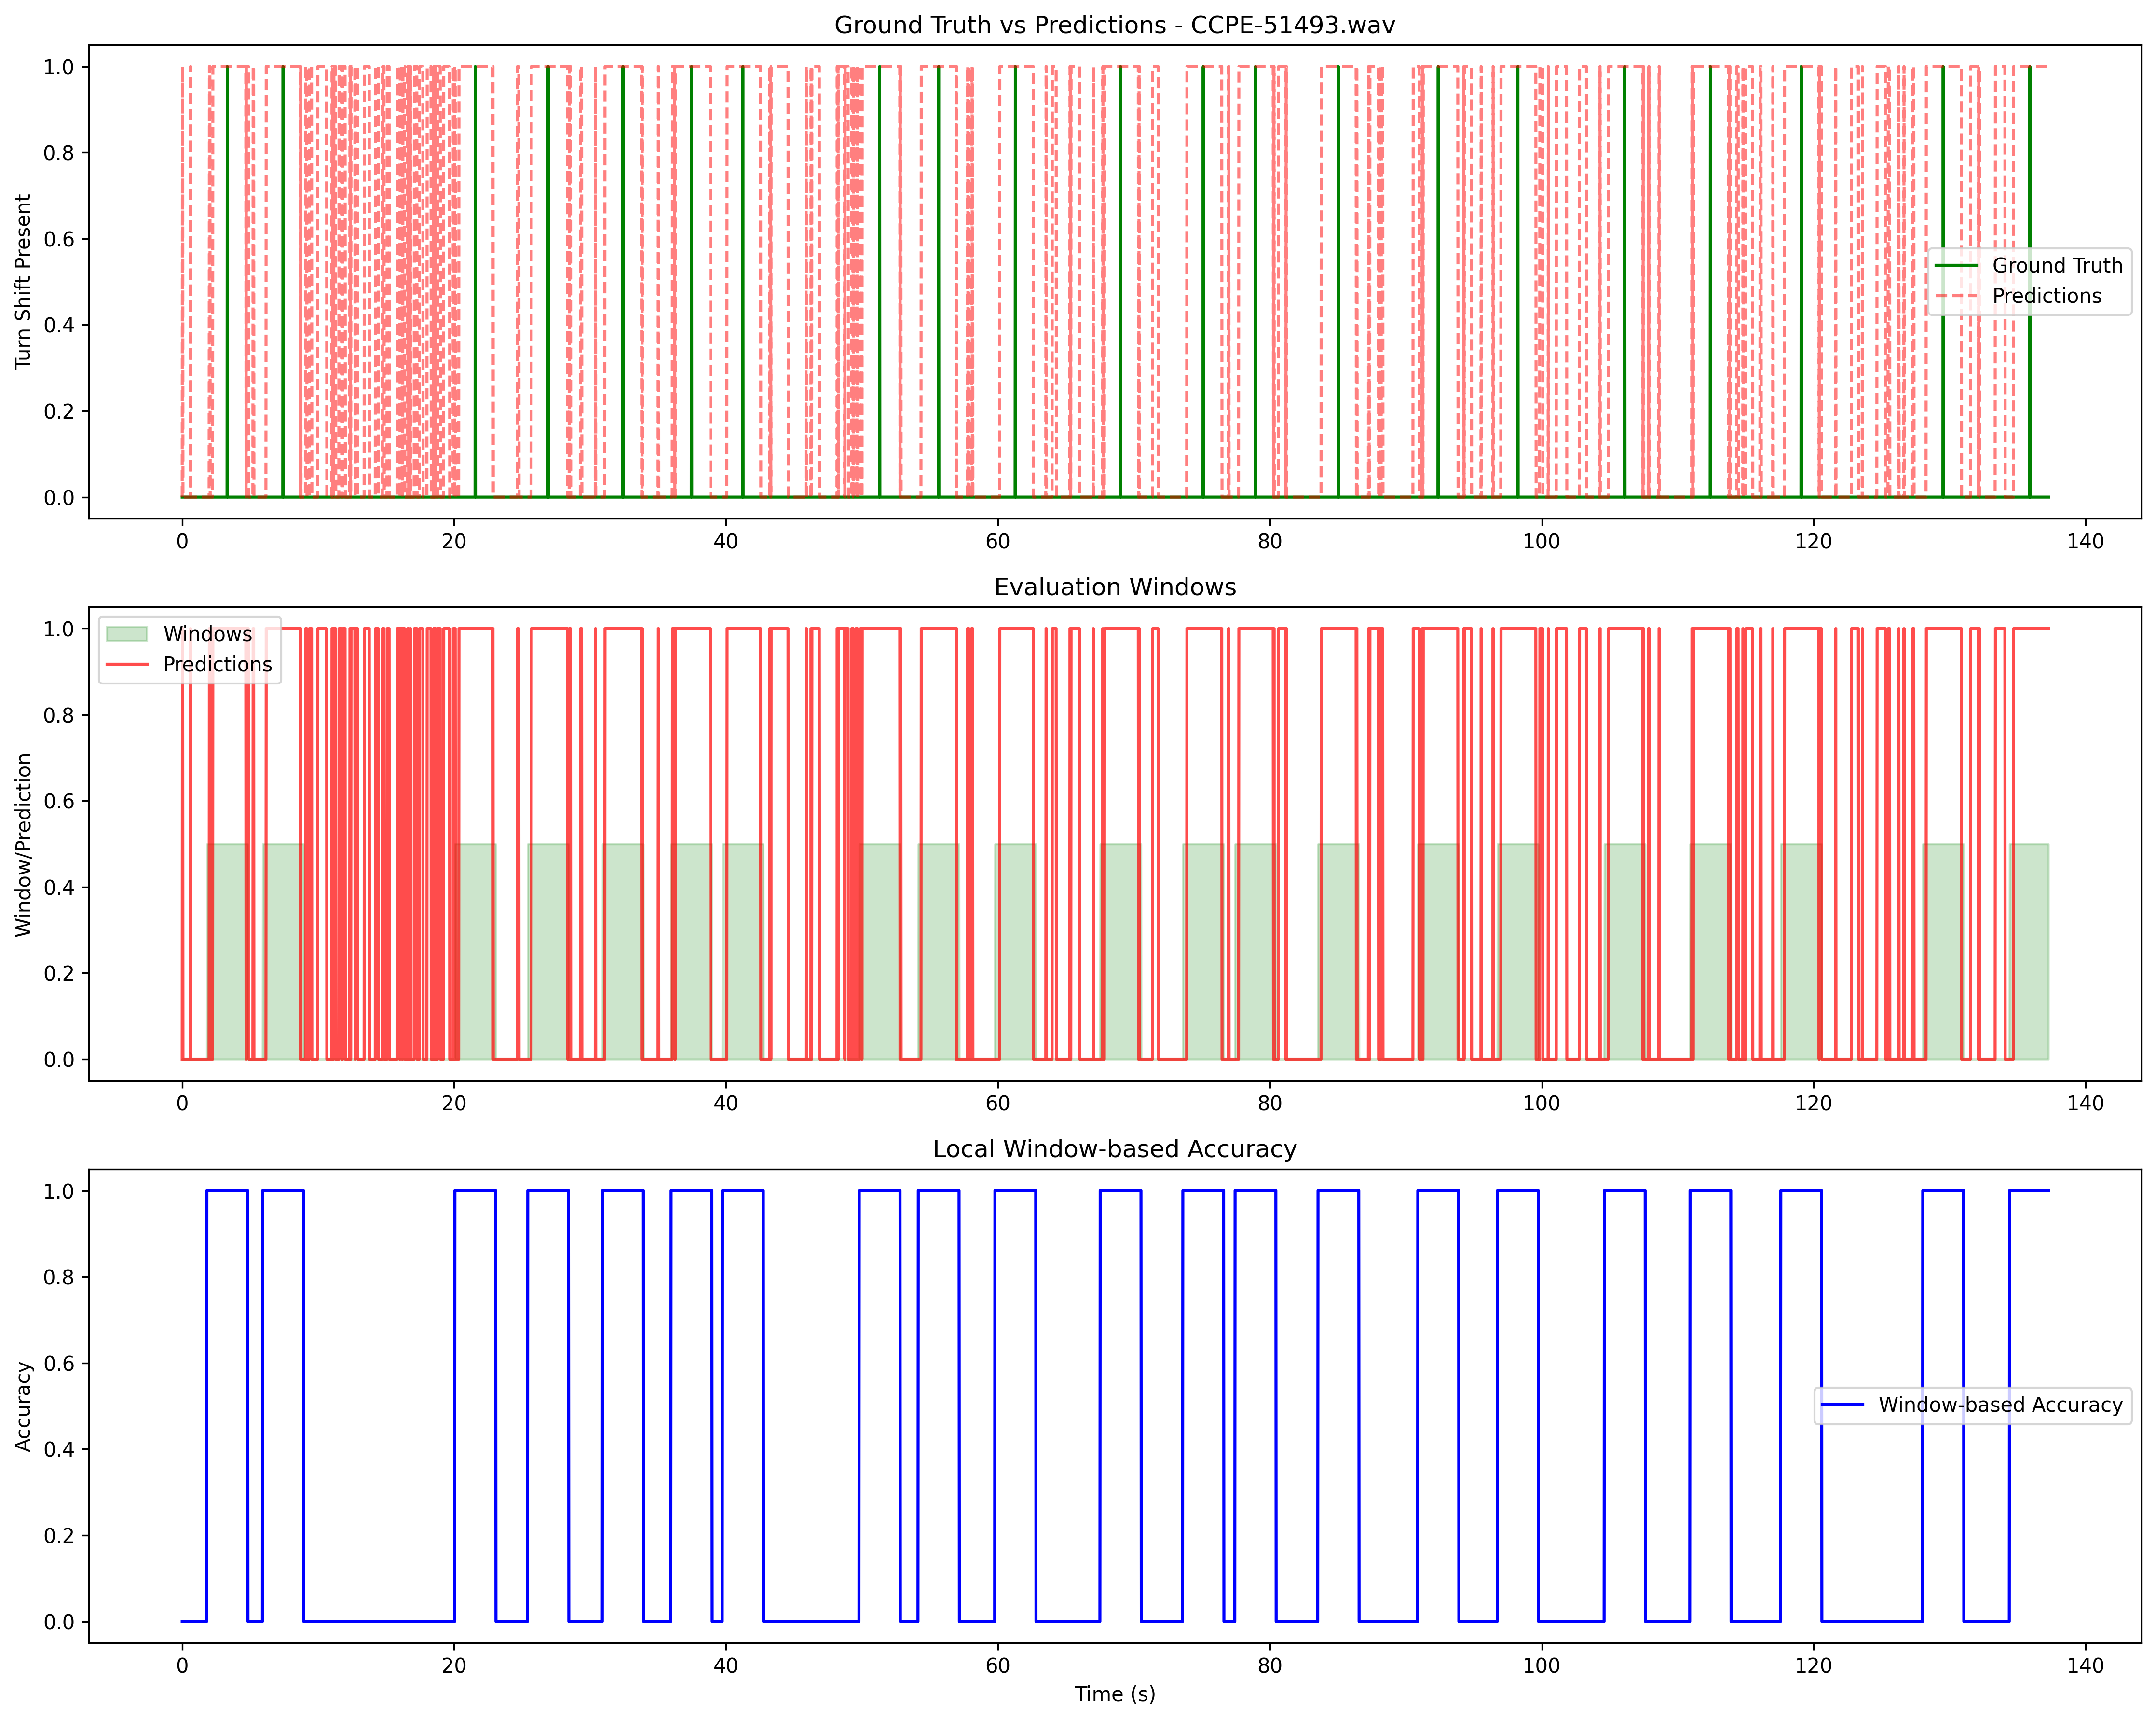 Ground Truth vs Predictions - CCPE-51493.wav
1.0
0.8
0.6
0.4
0.2
0.0
Turn Shift Present
Ground Truth
Predictions
0 20 40 60 80 100 120 140
Evaluation Windows
1.0
0.8
0.6
0.4
0.2
0.0
Window/Prediction
Windows
Predictions
0 20 40 60 80 100 120 140
Local Window-based Accuracy
1.0
0.8
0.6
0.4
0.2
0.0
Accuracy
Window-based Accuracy
0 20 40 60 80 100 120 140
Time (s)